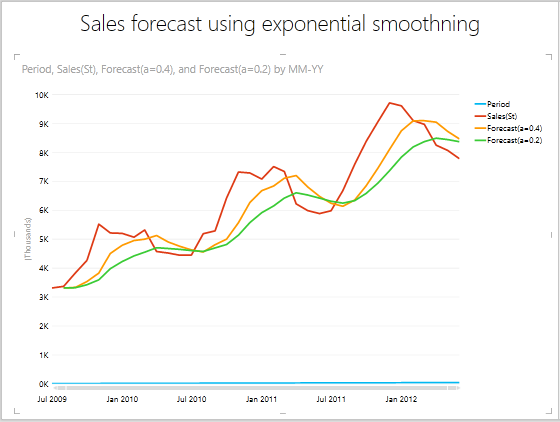 Sales forecast using exponential smoothning
Period, Sales(St), Forecast(a=0.4), and Forecast(a=0.2) by MM-YY
10K
9K
8K
7K
6K
5K
4K
3K
2K
1K
0K
(Thousands)
Jul 2009 Jan 2010 Jul 2010 Jan 2011 Jul 2011 Jan 2012
Period
Sales(St)
Forecast(a=0.4)
Forecast(a=0.2)